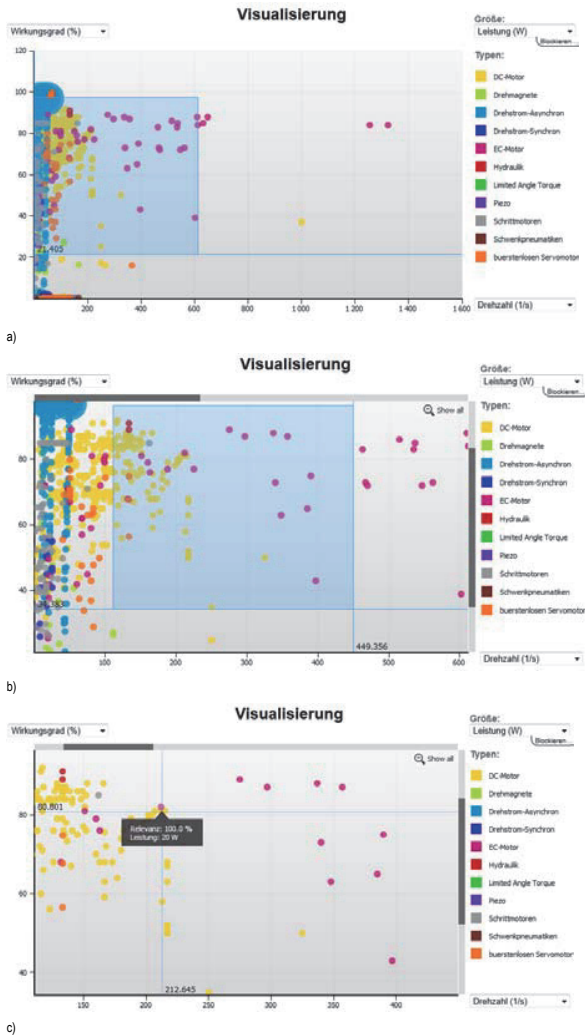 Visualisierung
Wirkungsgrad (%)
Größe:
Leistung (W)
Blockieren...
Typen:
DC-Motor
Drehmagnete
Drehstrom-Asynchron
Drehstrom-Synchron
EC-Motor
Hydraulik
Limited Angle Torque
Piezo
Schrittmotoren
Schwenkpneumatiken
buerstenlosen Servomotor
120
100
80
60
40
20
21.405
200
400
600
800
1 000
1 200
1 400
1 600
Drehzahl (1/s)
a)
Visualisierung
Wirkungsgrad (%)
Größe:
Leistung (W)
Blockieren...
Show all
Typen:
DC-Motor
Drehmagnete
Drehstrom-Asynchron
Drehstrom-Synchron
EC-Motor
Hydraulik
Limited Angle Torque
Piezo
Schrittmotoren
Schwenkpneumatiken
buerstenlosen Servomotor
80
60
40
449.356
100
200
300
400
500
600
Drehzahl (1/s)
b)
Visualisierung
Wirkungsgrad (%)
Größe:
Leistung (W)
Blockieren...
Show all
Typen:
DC-Motor
Drehmagnete
Drehstrom-Asynchron
Drehstrom-Synchron
EC-Motor
Hydraulik
Limited Angle Torque
Piezo
Schrittmotoren
Schwenkpneumatiken
buerstenlosen Servomotor
80.801
80
Relevanz: 100.0 %
Leistung: 20 W
60
40
212.645
150
200
250
300
350
400
Drehzahl (1/s)
c)